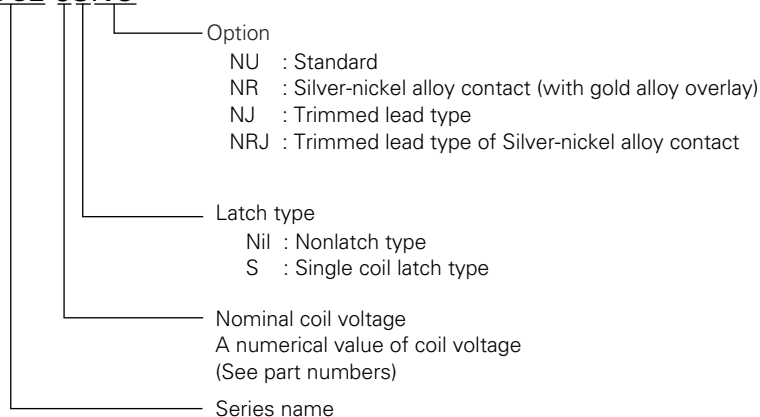 Option
NU : Standard
NR : Silver-nickel alloy contact (with gold alloy overlay)
NJ : Trimmed lead type
NRJ : Trimmed lead type of Silver-nickel alloy contact
Latch type
Nil : Nonlatch type
S : Single coil latch type
Nominal coil voltage
A numerical value of coil voltage
(See part numbers)
Series name